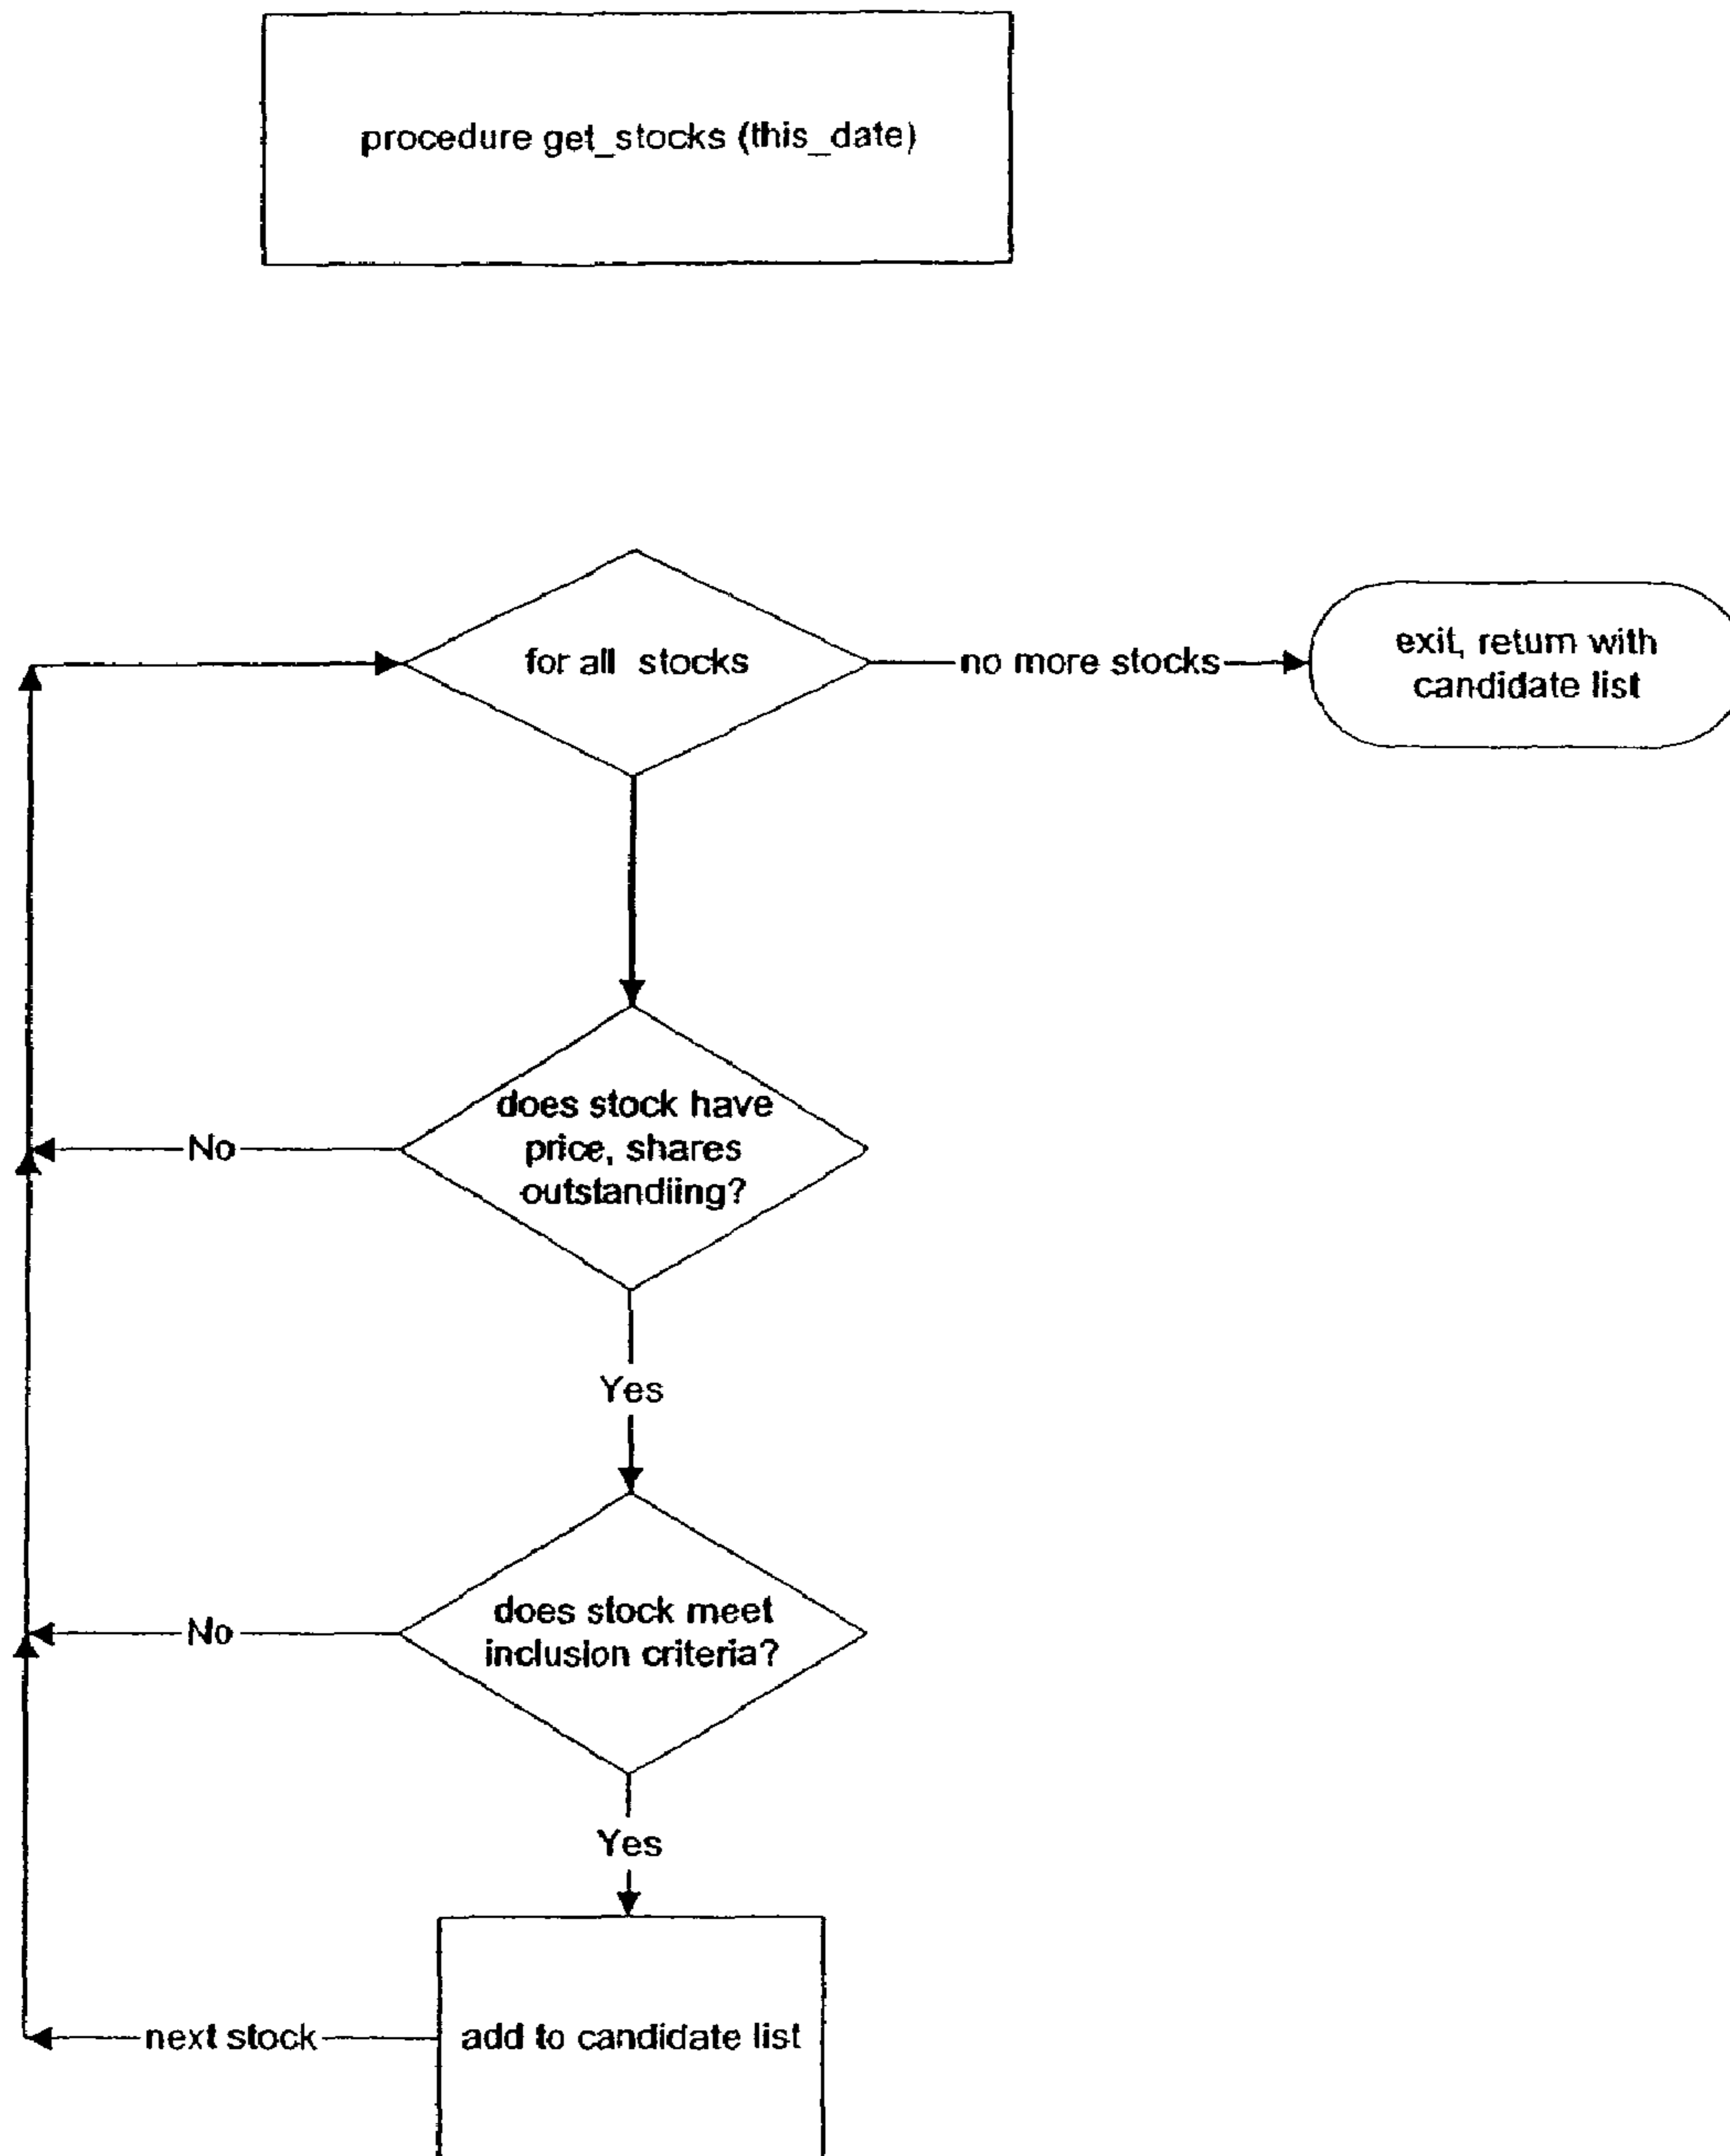 procedure get_stocks (this_date)
for all stocks
no more stocks
exit, return with
candidate list
does stock have
price, shares
outstandiing?
No
Yes
does stock meet
inclusion criteria?
No
Yes
add to candidate list
next stock